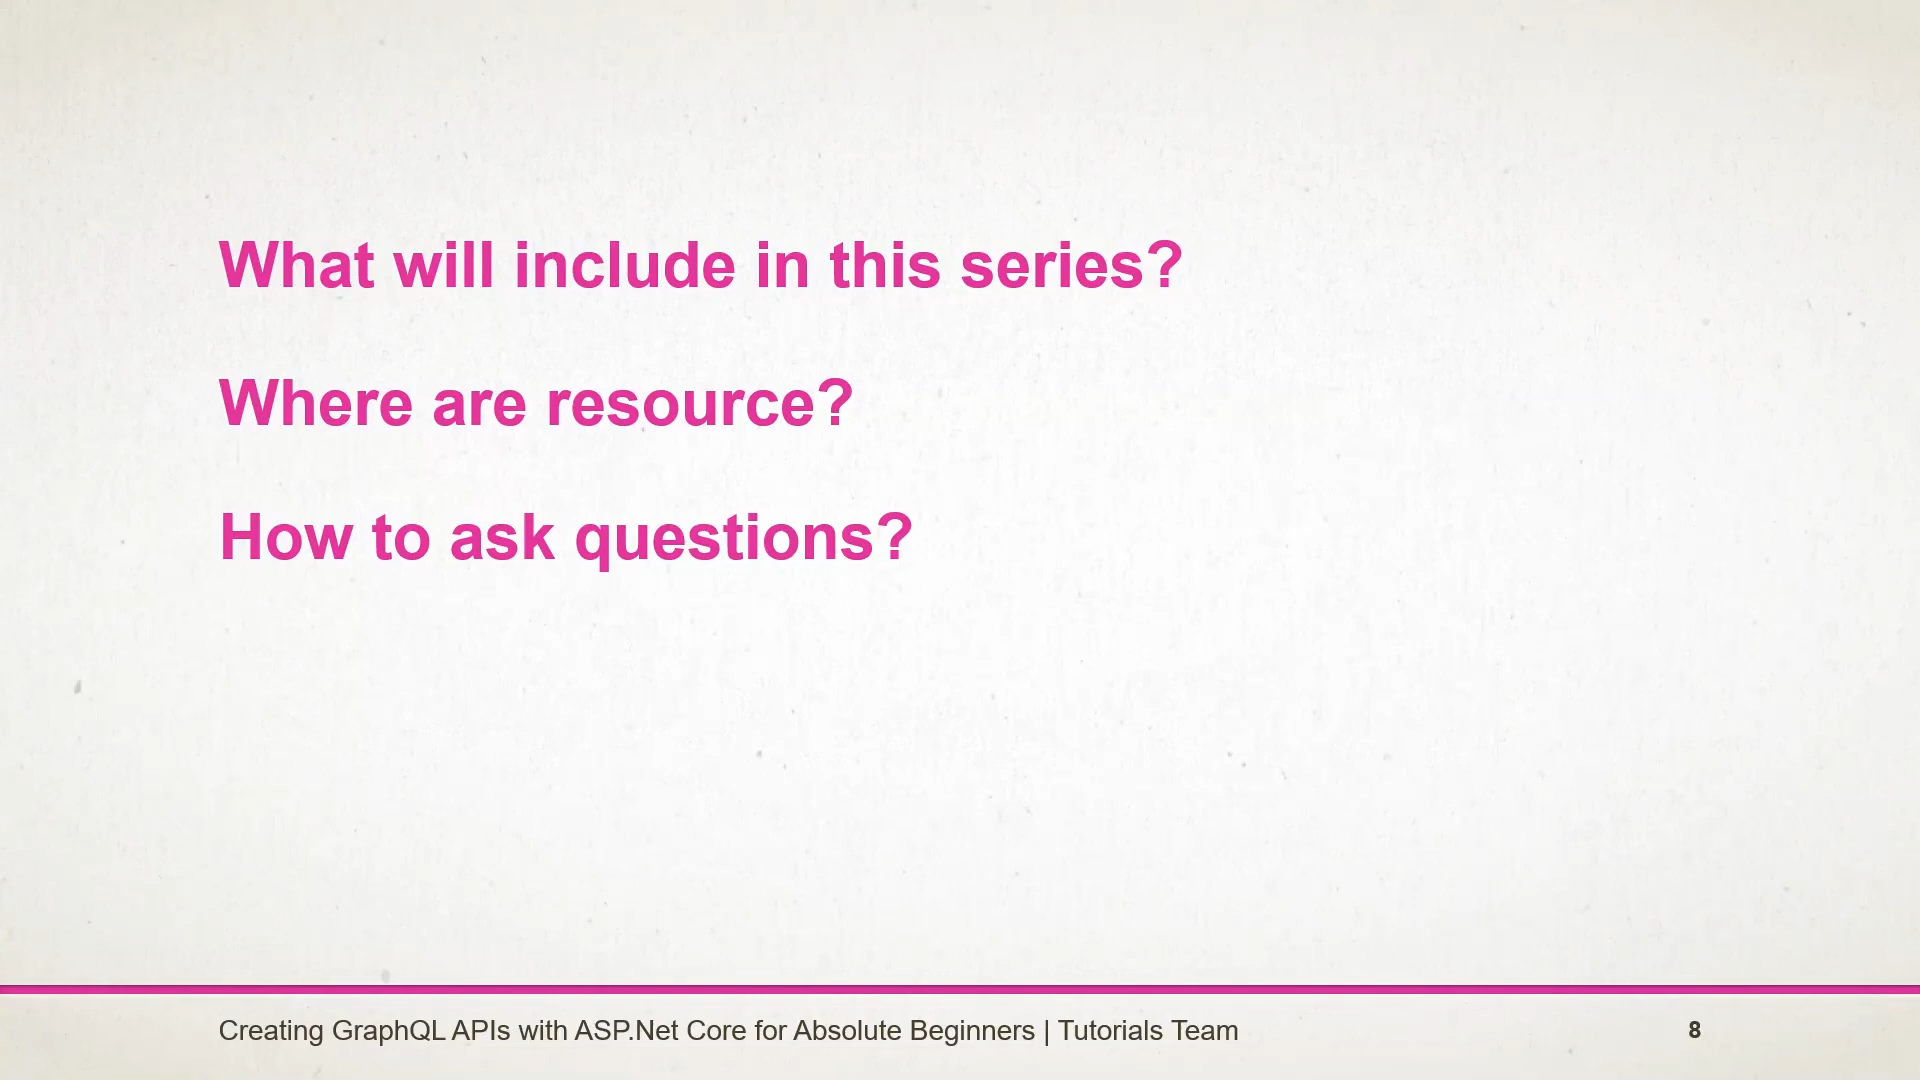 What will include in this series?
Where are resource?
How to ask questions?
Creating GraphQL APIs with ASP.Net Core for Absolute Beginners | Tutorials Team
8